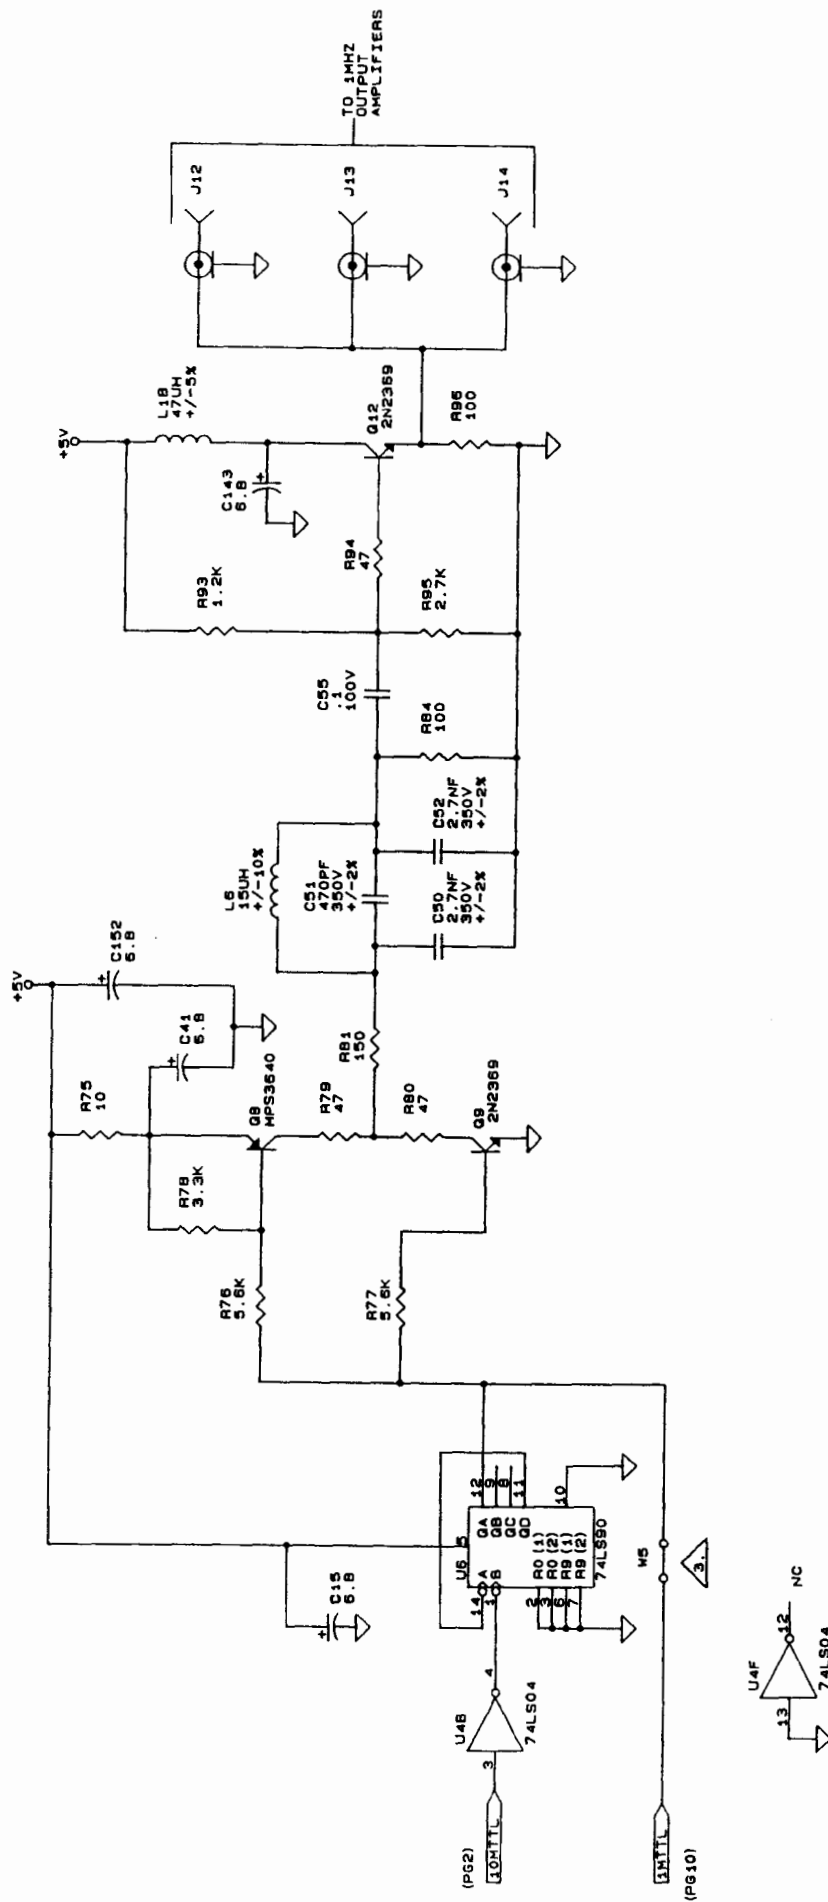 +5V
R75
10
C152
6.8
C41
6.8
R78
3.3K
Q8
MPS3640
R76
5.6K
R79
47
R80
47
R77
5.6K
Q9
2N2369
R81
150
L6
15UH
+/-10%
C51
470PF
350V
+/-2%
C50
2.7NF
350V
+/-2%
C52
2.7NF
350V
+/-2%
R84
100
C55
.1
100V
R93
1.2K
R95
2.7K
R94
47
+5V
L18
47UH
+/-5%
C143
6.8
Q12
2N2369
R96
100
J12
J13
J14
TO 1MHZ
OUTPUT
AMPLIFIERS
C15
6.8
U6
5
14
A
1
B
QA
12
QB
9
QC
8
QD
11
2
R0(1)
3
R0(2)
6
R9(1)
7
R9(2)
10
74LS90
U4B
3
4
74LS04
(PG2)
10MTTL
1MTTL
(PG10)
W5
3.
U4F
13
12
NC
74LS04